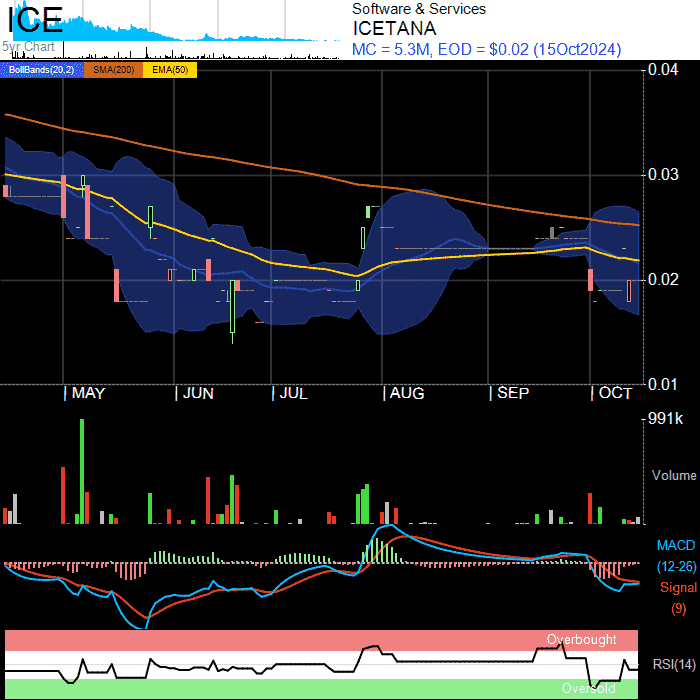 ICE
5yr Chart
Software & Services
ICETANA
MC = 5.3M, EOD = $0.02 (15Oct2024)
BollBands(20,2) SMA(200) EMA(50)
0.04
0.03
0.02
0.01
MAY JUN JUL AUG SEP OCT
991k
Volume
MACD
(12-26)
Signal
(9)
Overbought
RSI(14)
Oversold